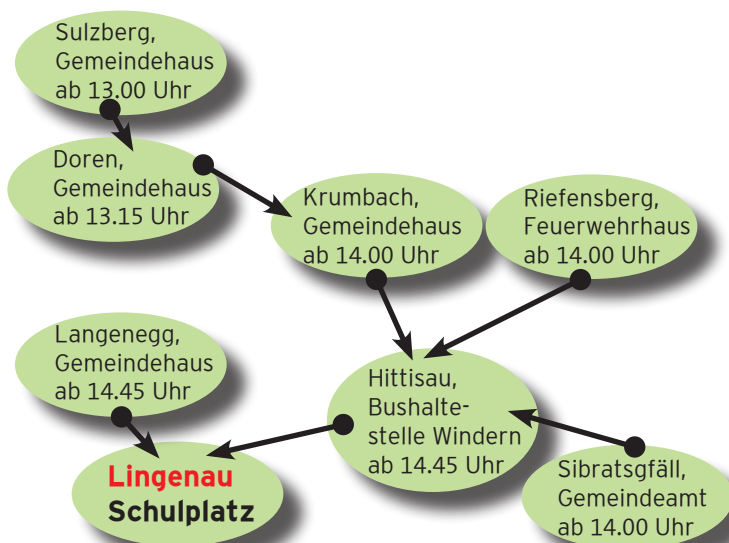 Sulzberg,
Gemeindehaus
ab 13.00 Uhr
Doren,
Gemeindehaus
ab 13.15 Uhr
Krumbach,
Gemeindehaus
ab 14.00 Uhr
Riefensberg,
Feuerwehrhaus
ab 14.00 Uhr
Langenegg,
Gemeindehaus
ab 14.45 Uhr
Hittisau,
Bushalte-
stelle Windern
ab 14.45 Uhr
Lingenau
Schulplatz
Sibratsgfäll,
Gemeindeamt
ab 14.00 Uhr